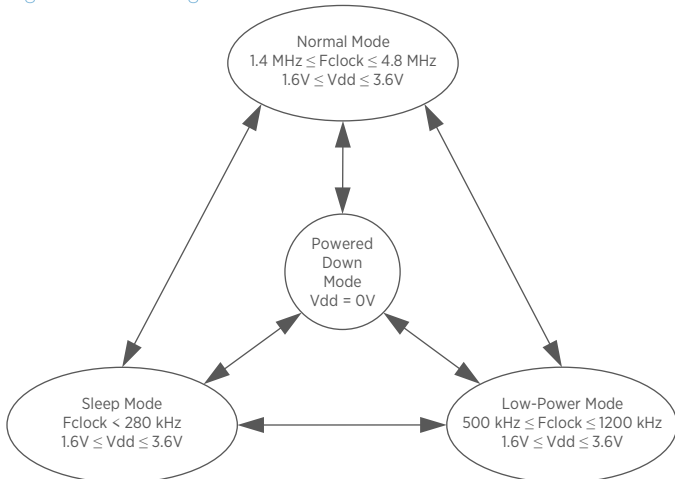 Normal Mode
1.4 MHz ≤ Fclock ≤ 4.8 MHz
1.6V ≤ Vdd ≤ 3.6V
Powered
Down
Mode
Vdd = 0V
Sleep Mode
Fclock < 280 kHz
1.6V ≤ Vdd ≤ 3.6V
Low-Power Mode
500 kHz ≤ Fclock ≤ 1200 kHz
1.6V ≤ Vdd ≤ 3.6V